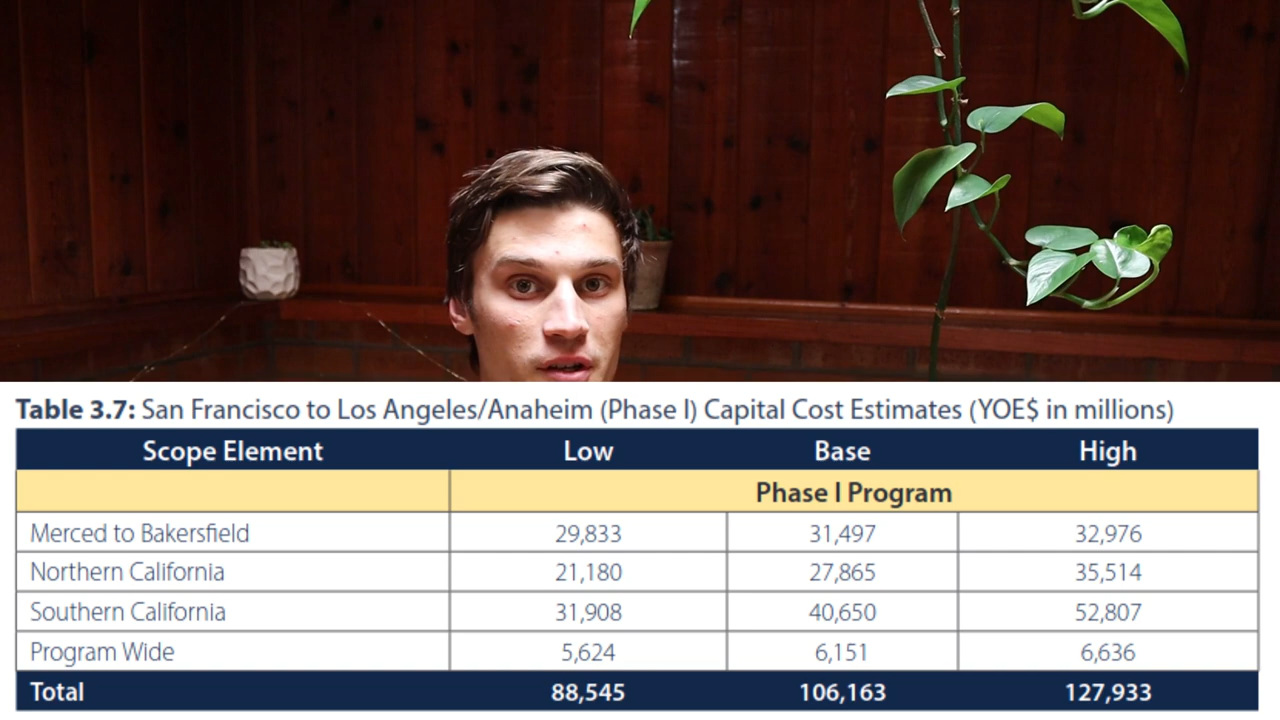 Table 3.7: San Francisco to Los Angeles/Anaheim (Phase I) Capital Cost Estimates (YOE$ in millions)
Scope Element Low Base High
Phase I Program
Merced to Bakersfield 29,833 31,497 32,976
Northern California 21,180 27,865 35,514
Southern California 31,908 40,650 52,807
Program Wide 5,624 6,151 6,636
Total 88,545 106,163 127,933